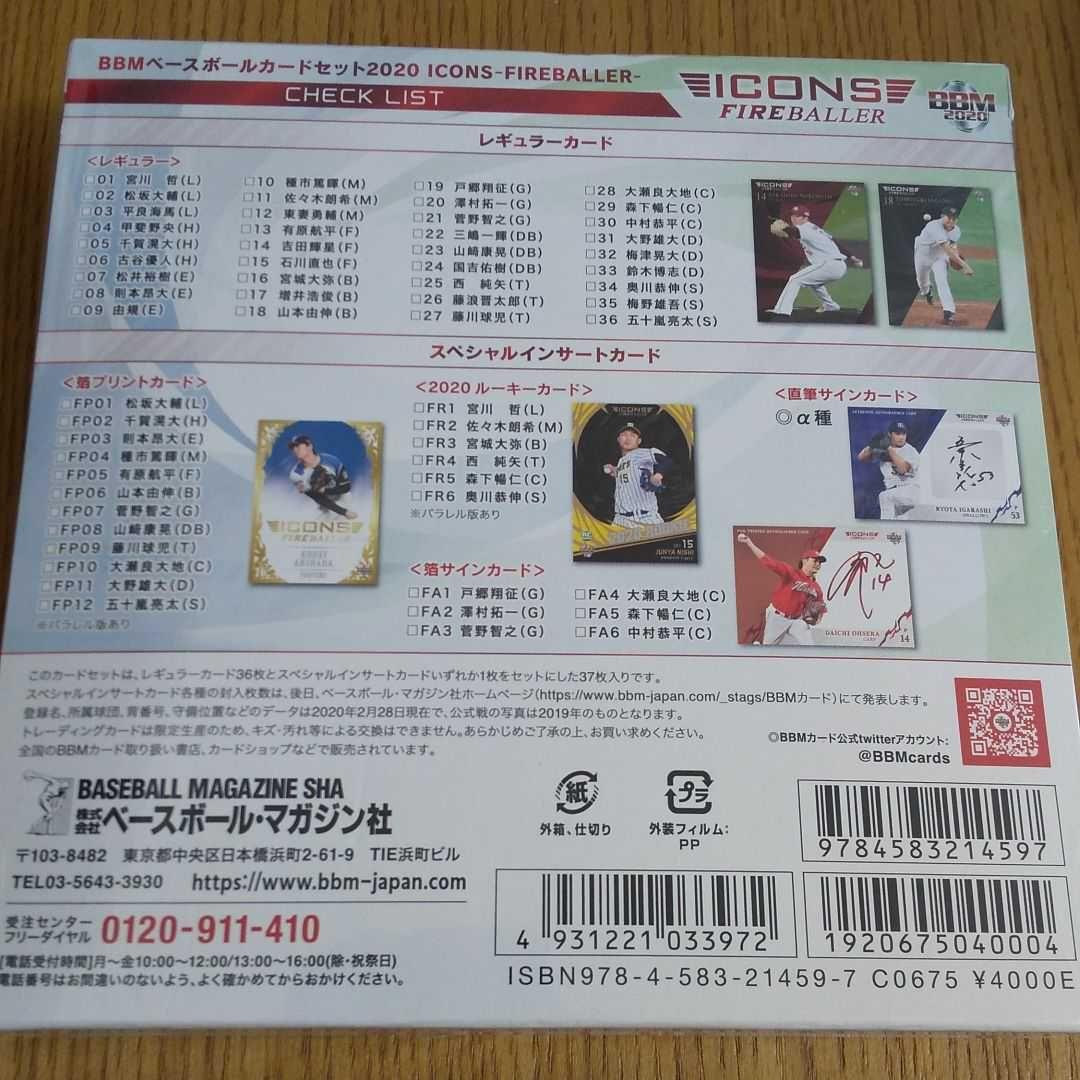 BBMベースボールカードセット2020 ICONS-FIREBALLER-
CHECK LIST
ICONS
FIREBALLER
BBM
2020
レギュラーカード
<レギュラー>
□01 宮川 哲(L)
□02 松坂大輔(L)
□03 平良海馬(L)
□04 甲斐野央(H)
□05 千賀滉大(H)
□06 古谷優人(H)
□07 松井裕樹(E)
□08 則本昂大(E)
□09 由規(E)
□10 種市篤暉(M)
□11 佐々木朗希(M)
□12 東妻勇輔(M)
□13 有原航平(F)
□14 吉田輝星(F)
□15 石川直也(F)
□16 宮城大弥(B)
□17 増井浩俊(B)
□18 山本由伸(B)
□19 戸郷翔征(G)
□20 澤村拓一(G)
□21 菅野智之(G)
□22 三嶋一輝(DB)
□23 山﨑康晃(DB)
□24 国吉佑樹(DB)
□25 西 純矢(T)
□26 藤浪晋太郎(T)
□27 藤川球児(T)
□28 大瀬良大地(C)
□29 森下暢仁(C)
□30 中村恭平(C)
□31 大野雄大(D)
□32 梅津晃大(D)
□33 鈴木博志(D)
□34 奥川恭伸(S)
□35 梅野雄吾(S)
□36 五十嵐亮太(S)
スペシャルインサートカード
<箔プリントカード>
□FP01 松坂大輔(L)
□FP02 千賀滉大(H)
□FP03 則本昂大(E)
□FP04 種市篤暉(M)
□FP05 有原航平(F)
□FP06 山本由伸(B)
□FP07 菅野智之(G)
□FP08 山﨑康晃(DB)
□FP09 藤川球児(T)
□FP10 大瀬良大地(C)
□FP11 大野雄大(D)
□FP12 五十嵐亮太(S)
※パラレル版あり
ICONS
FIREBALLER
KOHEI
ARIHARA
<2020 ルーキーカード>
□FR1 宮川 哲(L)
□FR2 佐々木朗希(M)
□FR3 宮城大弥(B)
□FR4 西 純矢(T)
□FR5 森下暢仁(C)
□FR6 奥川恭伸(S)
※パラレル版あり
ICONS
15
JUNYA NISHI
<箔サインカード>
□FA1 戸郷翔征(G)
□FA2 澤村拓一(G)
□FA3 菅野智之(G)
□FA4 大瀬良大地(C)
□FA5 森下暢仁(C)
□FA6 中村恭平(C)
<直筆サインカード>
◎α種
RYOTA IGARASHI
53
DAICHI OHSERA
CARP
14
このカードセットは、レギュラーカード36枚とスペシャルインサートカードいずれか1枚をセットにした37枚入りです。
スペシャルインサートカード各種の封入枚数は、後日、ベースボール・マガジン社ホームページ(https://www.bbm-japan.com/_stags/BBMカード)にて発表します。
登録名、所属球団、背番号、守備位置などのデータは2020年2月28日現在で、公式戦の写真は2019年のものとなります。
トレーディングカードは限定生産のため、キズ・汚れ等による交換はできません。あらかじめご了承の上、お買い求めください。
全国のBBMカード取り扱い書店、カードショップなどで販売されています。
◎BBMカード公式twitterアカウント:
@BBMcards
BASEBALL MAGAZINE SHA
株式会社 ベースボール・マガジン社
〒103-8482 東京都中央区日本橋浜町2-61-9 TIE浜町ビル
TEL03-5643-3930 https://www.bbm-japan.com
受注センター
フリーダイヤル 0120-911-410
[電話受付時間]月〜金10:00〜12:00/13:00〜16:00(除・祝祭日)
電話番号はお間違いのないよう、よく確かめてからおかけください。
紙
外箱、仕切り
プラ
外装フィルム:
PP
9784583214597
4 931221 033972
1920675040004
ISBN978-4-583-21459-7 C0675 ¥4000E